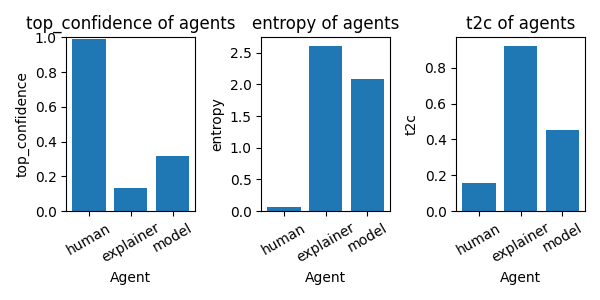 top_confidence of agents
top_confidence
1.0
0.8
0.6
0.4
0.2
0.0
human
explainer
model
Agent
entropy of agents
entropy
2.5
2.0
1.5
1.0
0.5
0.0
human
explainer
model
Agent
t2c of agents
t2c
0.8
0.6
0.4
0.2
0.0
human
explainer
model
Agent